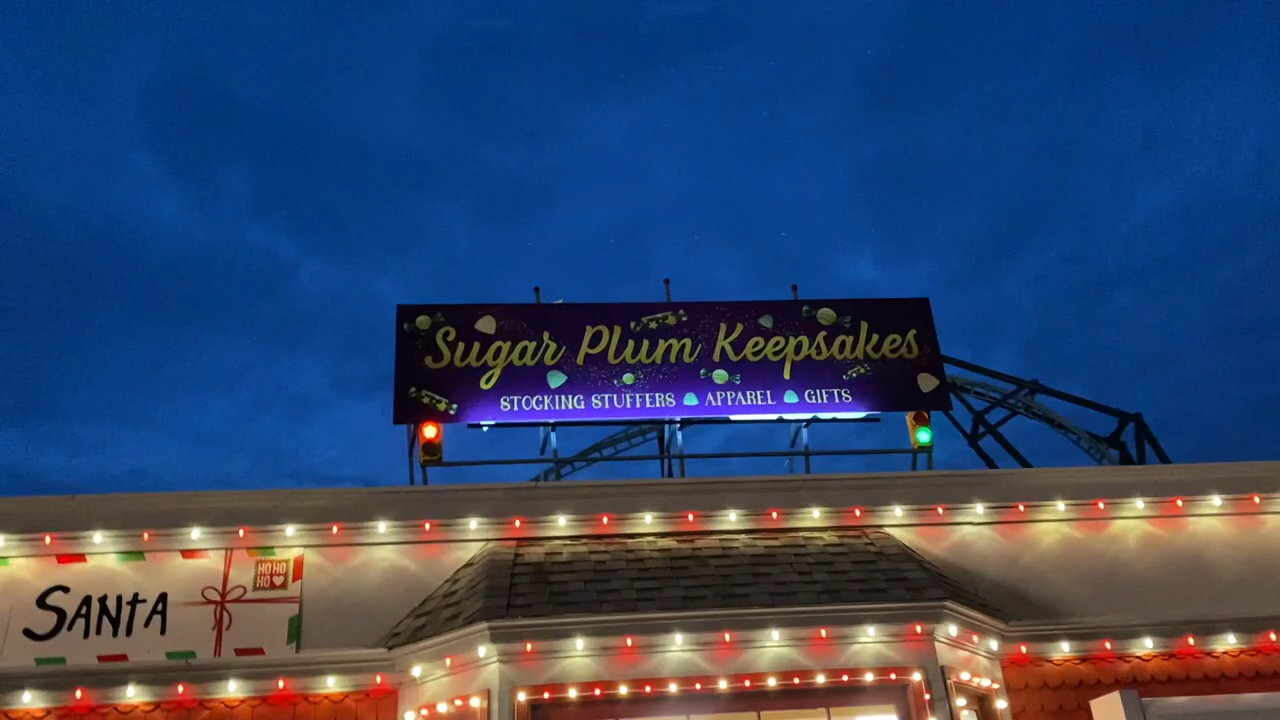 Sugar Plum Keepsakes
STOCKING STUFFERS APPAREL GIFTS
SANTA
HO HO
HO